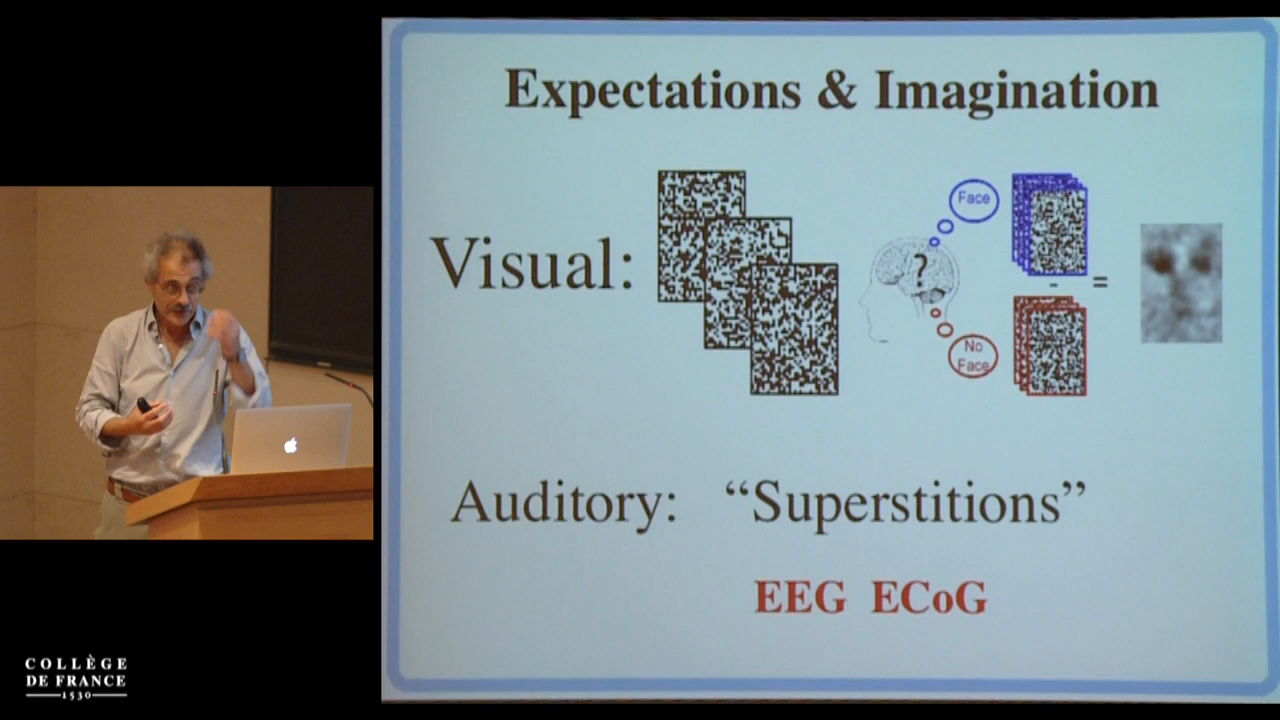 Expectations & Imagination
Visual:
Face
?
-
=
No
Face
Auditory: “Superstitions”
EEG ECoG
COLLÈGE
DE FRANCE
1530